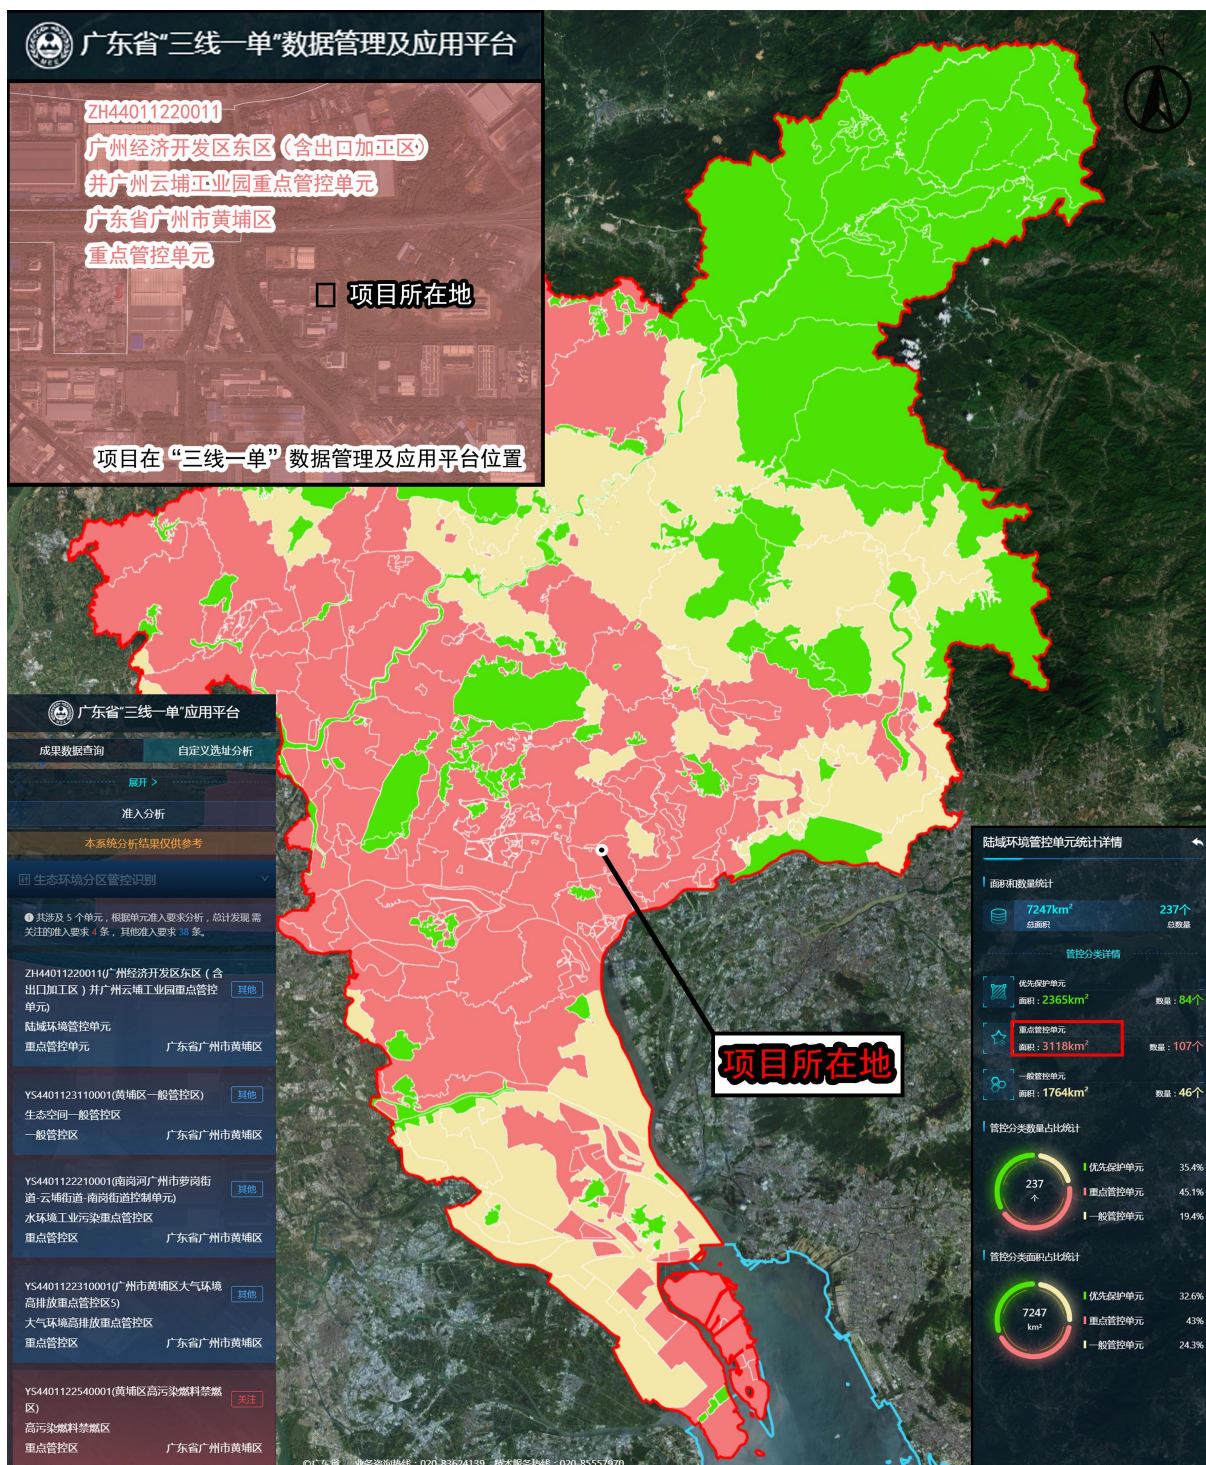 广东省“三线一单”数据管理及应用平台
N
ZH44011220011
广州经济开发区东区（含出口加工区）
并广州云埔工业园重点管控单元
广东省广州市黄埔区
重点管控单元
项目所在地
项目在“三线一单”数据管理及应用平台位置
广东省“三线一单”应用平台
成果数据查询 自定义选址分析
展开 >
准入分析
本系统分析结果仅供参考
生态环境分区管控识别
共涉及 5 个单元，根据单元准入要求分析，总计发现 需
关注的准入要求 4 条， 其他准入要求 38 条。
ZH44011220011(广州经济开发区东区（含
出口加工区）并广州云埔工业园重点管控
单元)
其他
陆域环境管控单元
重点管控单元 广东省广州市黄埔区
YS4401123110001(黄埔区一般管控区) 其他
生态空间一般管控区
一般管控区 广东省广州市黄埔区
YS4401122210001(南岗河广州市萝岗街
道-云埔街道-南岗街道控制单元)
其他
水环境工业污染重点管控区
重点管控区 广东省广州市黄埔区
YS4401122310001(广州市黄埔区大气环境
高排放重点管控区5)
其他
大气环境高排放重点管控区
重点管控区 广东省广州市黄埔区
YS4401122540001(黄埔区高污染燃料禁燃
区)
关注
高污染燃料禁燃区
重点管控区 广东省广州市黄埔区
项目所在地
陆域环境管控单元统计详情
面积和数量统计
7247km² 237个
总面积 总数量
管控分类详情
优先保护单元
面积：2365km² 数量：84个
重点管控单元
面积：3118km² 数量：107个
一般管控单元
面积：1764km² 数量：46个
管控分类数量占比统计
237
个
优先保护单元 35.4%
重点管控单元 45.1%
一般管控单元 19.4%
管控分类面积占比统计
7247
km²
优先保护单元 32.6%
重点管控单元 43%
一般管控单元 24.3%
业务咨询热线：020-83624139 技术服务热线：020-85557970